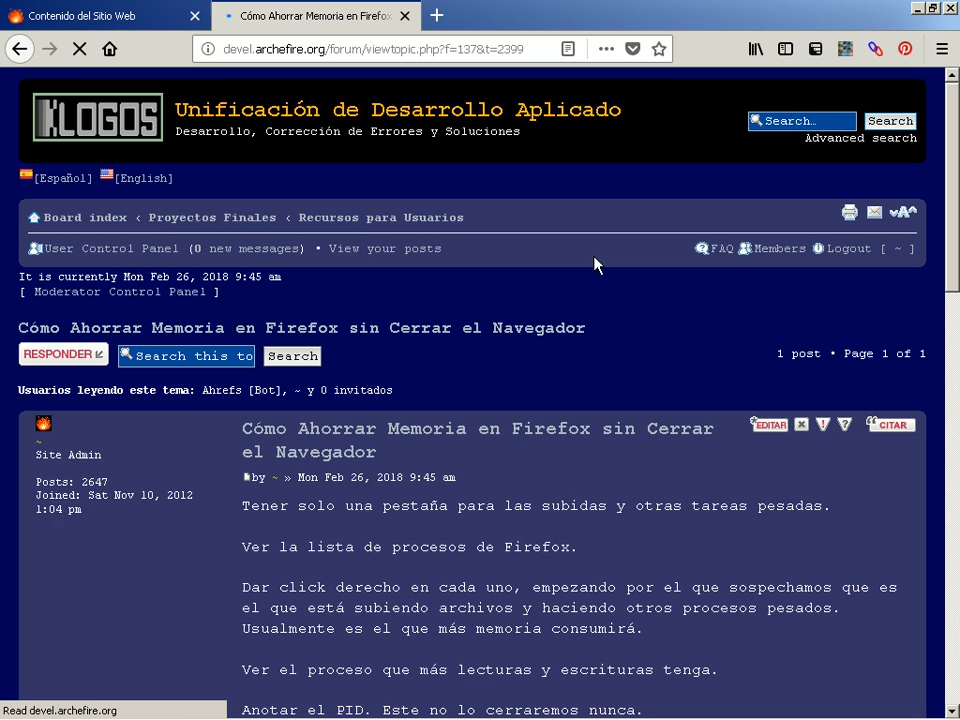 Contenido del Sitio Web
Cómo Ahorrar Memoria en Firefox
devel.archefire.org/forum/viewtopic.php?f=137&t=2399
KLOGOS
Unificación de Desarrollo Aplicado
Desarrollo, Corrección de Errores y Soluciones
Search…
Search
Advanced search
[Español] [English]
Board index ‹ Proyectos Finales ‹ Recursos para Usuarios
User Control Panel (0 new messages) • View your posts
FAQ Members Logout [ ~ ]
It is currently Mon Feb 26, 2018 9:45 am
[ Moderator Control Panel ]
Cómo Ahorrar Memoria en Firefox sin Cerrar el Navegador
RESPONDER
Search this to
Search
1 post • Page 1 of 1
Usuarios leyendo este tema: Ahrefs [Bot], ~ y 0 invitados
~
Site Admin
Posts: 2647
Joined: Sat Nov 10, 2012
1:04 pm
Cómo Ahorrar Memoria en Firefox sin Cerrar
el Navegador
EDITAR
CITAR
by ~ » Mon Feb 26, 2018 9:45 am
Tener solo una pestaña para las subidas y otras tareas pesadas.
Ver la lista de procesos de Firefox.
Dar click derecho en cada uno, empezando por el que sospechamos que es
el que está subiendo archivos y haciendo otros procesos pesados.
Usualmente es el que más memoria consumirá.
Ver el proceso que más lecturas y escrituras tenga.
Anotar el PID. Este no lo cerraremos nunca.
Read devel.archefire.org